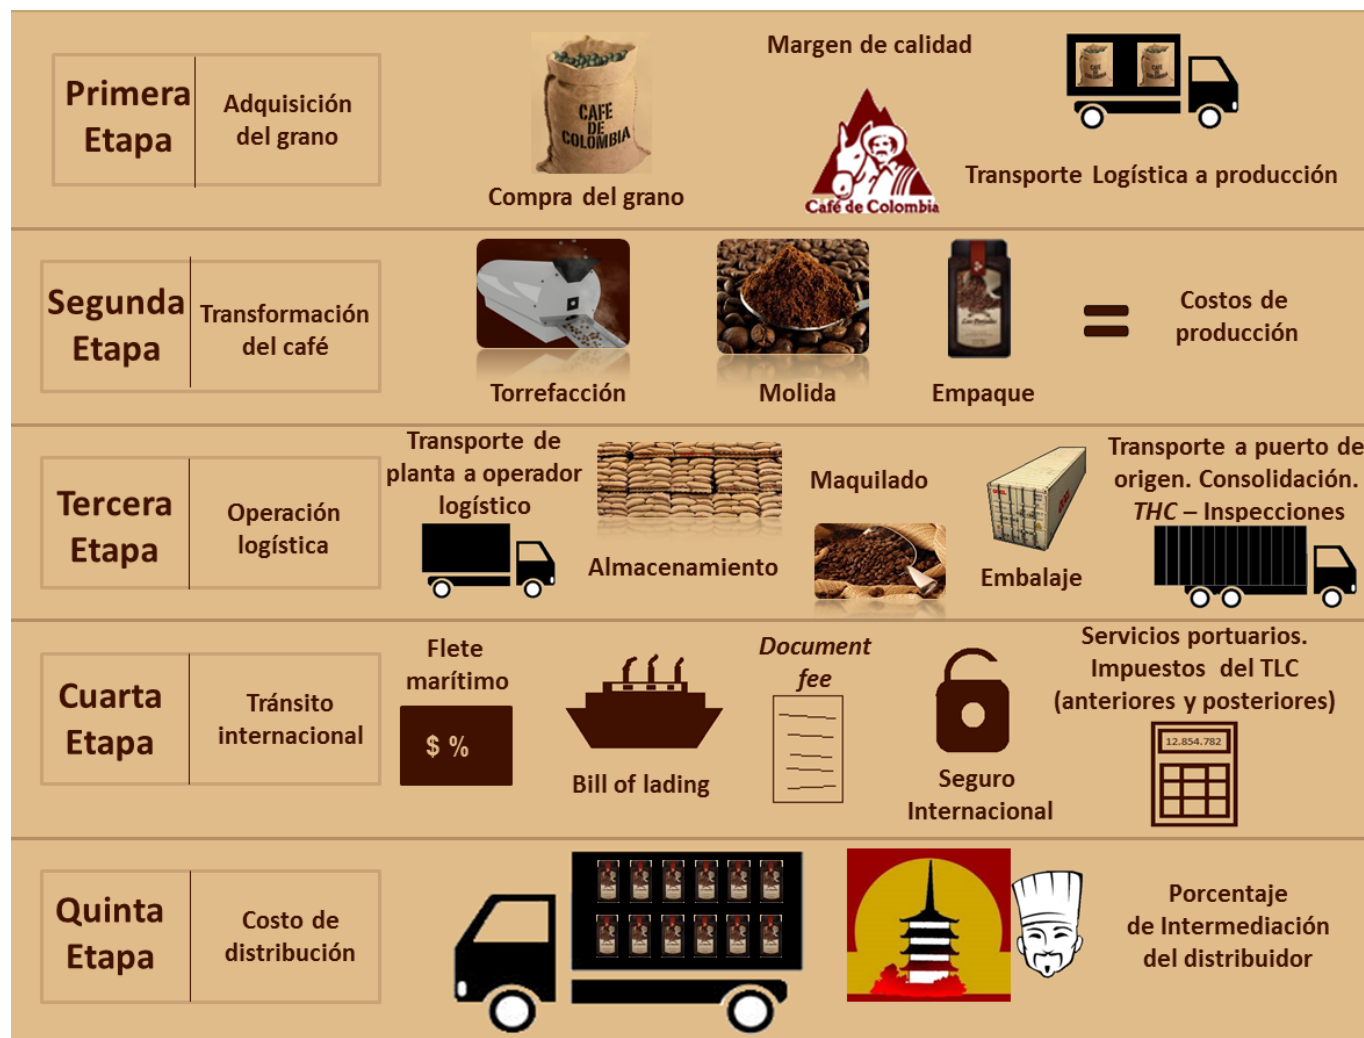 Primera
Etapa
Adquisición
del grano
CAFE
DE
COLOMBIA
Compra del grano
Margen de calidad
Café de Colombia
Transporte Logística a producción
Segunda
Etapa
Transformación
del café
Torrefacción
Molida
Empaque
=
Costos de
producción
Tercera
Etapa
Operación
logística
Transporte de
planta a operador
logístico
Almacenamiento
Maquilado
Embalaje
Transporte a puerto de
origen. Consolidación.
THC – Inspecciones
Cuarta
Etapa
Tránsito
internacional
Flete
marítimo
$ %
Bill of lading
Document
fee
Seguro
Internacional
Servicios portuarios.
Impuestos del TLC
(anteriores y posteriores)
12.854.782
Quinta
Etapa
Costo de
distribución
Porcentaje
de Intermediación
del distribuidor